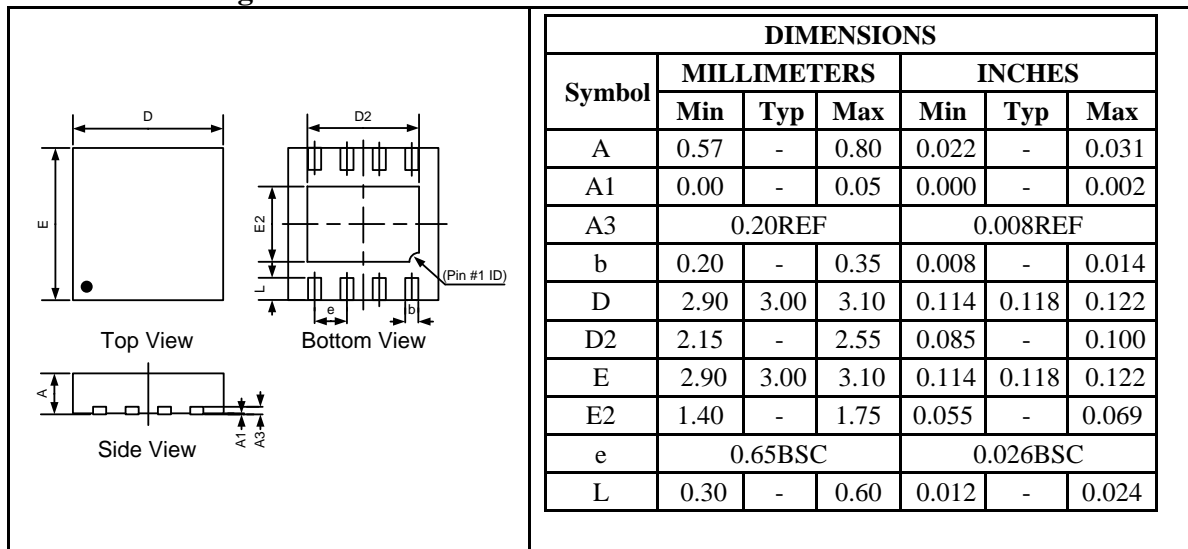 g
D
E
Top View
A
A1
A3
Side View
D2
E2
L
e
b
(Pin #1 ID)
Bottom View
DIMENSIONS
Symbol MILLIMETERS INCHES
Min Typ Max Min Typ Max
A 0.57 - 0.80 0.022 - 0.031
A1 0.00 - 0.05 0.000 - 0.002
A3 0.20REF 0.008REF
b 0.20 - 0.35 0.008 - 0.014
D 2.90 3.00 3.10 0.114 0.118 0.122
D2 2.15 - 2.55 0.085 - 0.100
E 2.90 3.00 3.10 0.114 0.118 0.122
E2 1.40 - 1.75 0.055 - 0.069
e 0.65BSC 0.026BSC
L 0.30 - 0.60 0.012 - 0.024